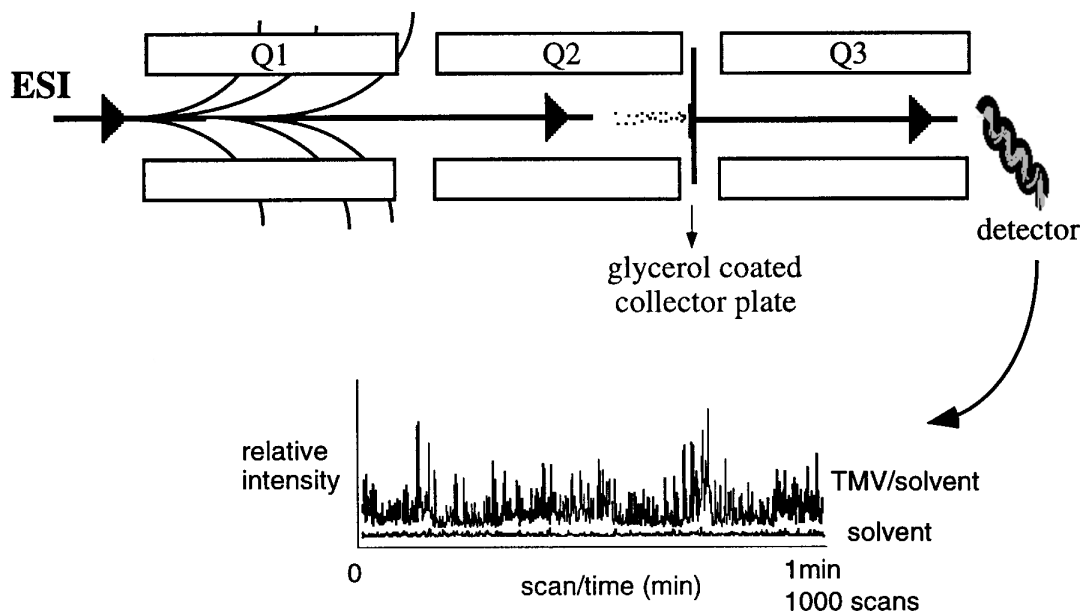 Q1
Q2
Q3
ESI
detector
glycerol coated
collector plate
relative
intensity
TMV/solvent
solvent
0
scan/time (min)
1min
1000 scans